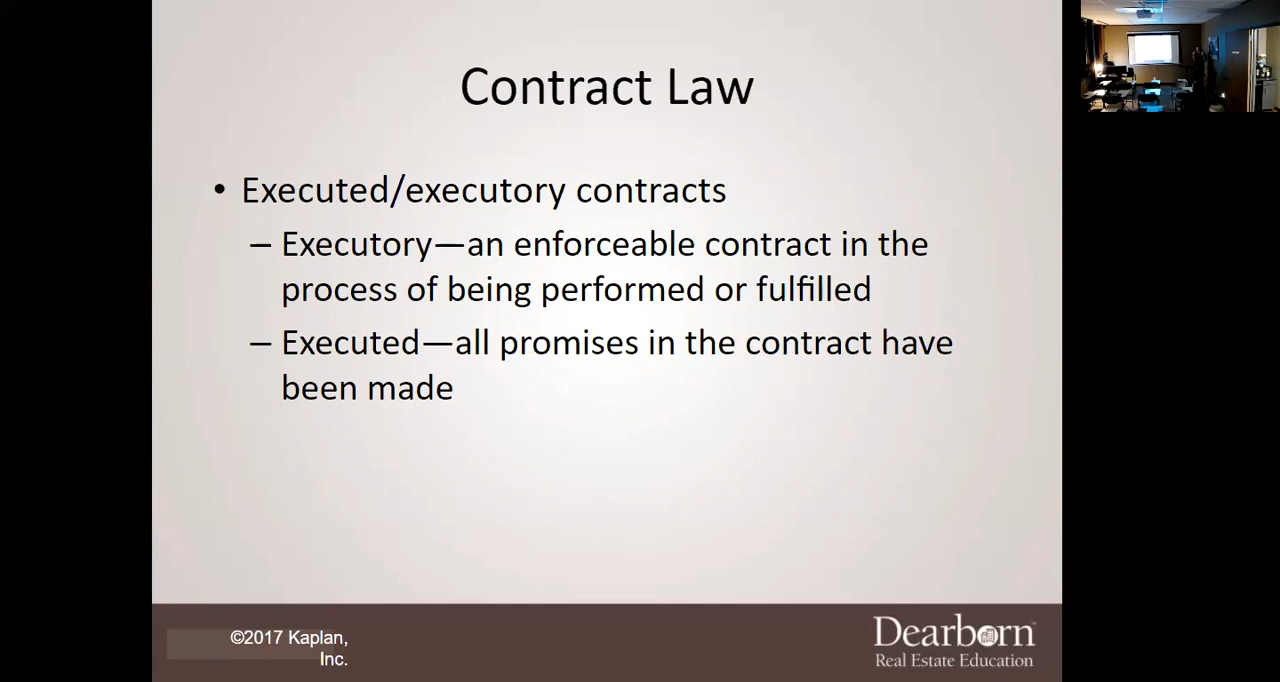 Contract Law
• Executed/executory contracts
– Executory—an enforceable contract in the
process of being performed or fulfilled
– Executed—all promises in the contract have
been made
©2017 Kaplan,
Inc.
Dearborn™
Real Estate Education